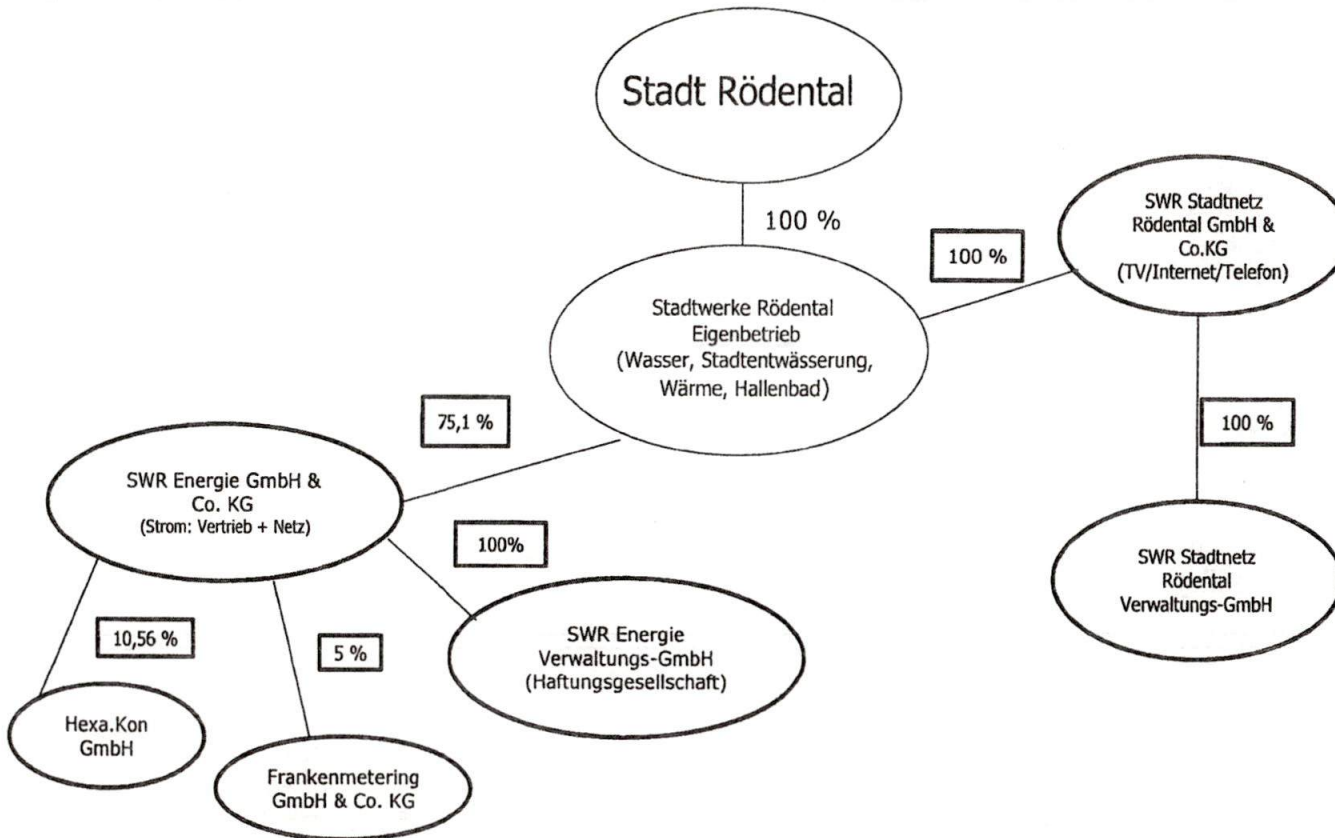 Stadt Rödental
100 %
SWR Stadtnetz
Rödental GmbH &
Co.KG
(TV/Internet/Telefon)
100 %
Stadtwerke Rödental
Eigenbetrieb
(Wasser, Stadtentwässerung,
Wärme, Hallenbad)
75,1 %
100 %
SWR Energie GmbH &
Co. KG
(Strom: Vertrieb + Netz)
100%
SWR Stadtnetz
Rödental
Verwaltungs-GmbH
10,56 %
5 %
SWR Energie
Verwaltungs-GmbH
(Haftungsgesellschaft)
Hexa.Kon
GmbH
Frankenmetering
GmbH & Co. KG